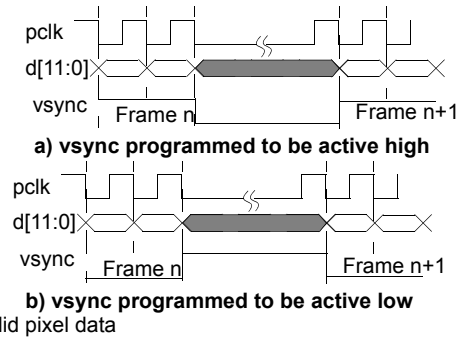 pclk
d[11:0]
vsync
Frame n
Frame n+1
a) vsync programmed to be active high
pclk
d[11:0]
vsync
Frame n
Frame n+1
b) vsync programmed to be active low
lid pixel data